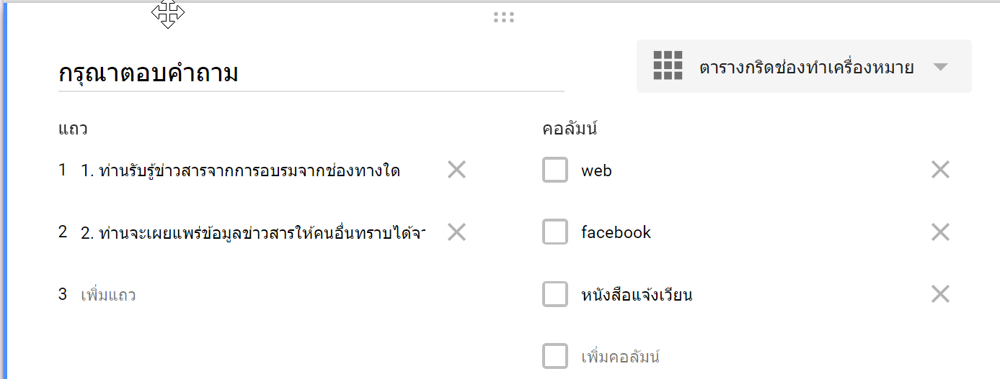 กรุณาตอบคำถาม
ตารางกริดช่องทำเครื่องหมาย
แถว
คอลัมน์
1 1. ท่านรับรู้ข่าวสารจากการอบรมจากช่องทางใด
web
2 2. ท่านจะเผยแพร่ข้อมูลข่าวสารให้คนอื่นทราบได้จา
facebook
3 เพิ่มแถว
หนังสือแจ้งเวียน
เพิ่มคอลัมน์